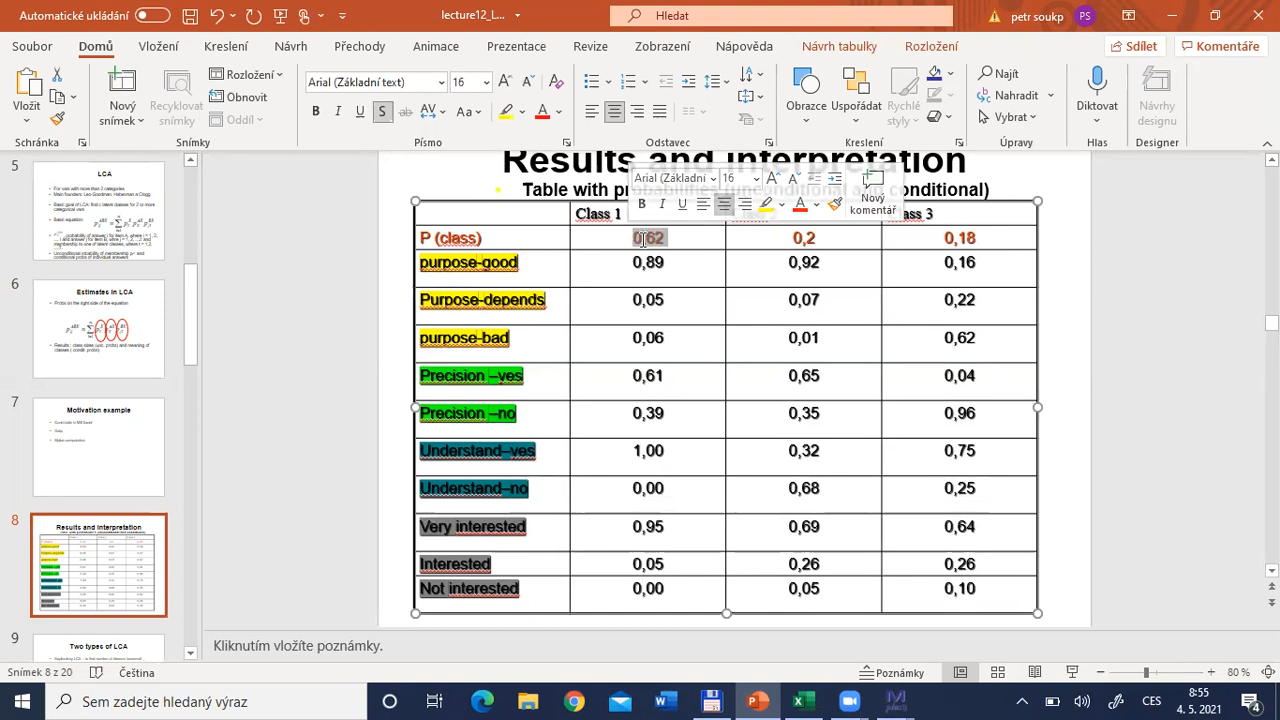 Automatické ukládání
lecture12_L...
Hledat
petr soukp
PS
Soubor
Domů
Vložení
Kreslení
Návrh
Přechody
Animace
Prezentace
Revize
Zobrazení
Nápověda
Návrh tabulky
Rozložení
Sdílet
Komentáře
Vložit
Nový snímek
Recyklovat snímky
Rozložení
Obnovit
Oddíl
Arial (Základní text)
16
Obrazce
Uspořádat
Rychlé styly
Najít
Nahradit
Vybrat
Diktovat
Návrhy designu
Schránka
Snímky
Písmo
Odstavec
Kreslení
Úpravy
Hlas
Designer
5
LCA
6
Estimates in LCA
7
Motivation example
8
Results and interpretation
9
Two types of LCA
Results and interpretation
Table with probabilities (unconditional and conditional)
Arial (Základní
16
Nový komentář
Class 1
Class 3
P (class) 0,62 0,2 0,18
purpose-good 0,89 0,92 0,16
Purpose-depends 0,05 0,07 0,22
purpose-bad 0,06 0,01 0,62
Precision –yes 0,61 0,65 0,04
Precision –no 0,39 0,35 0,96
Understand–yes 1,00 0,32 0,75
Understand–no 0,00 0,68 0,25
Very interested 0,95 0,69 0,64
Interested 0,05 0,26 0,26
Not interested 0,00 0,05 0,10
Kliknutím vložíte poznámky.
Snímek 8 z 20
Čeština
Poznámky
80 %
Sem zadejte hledaný výraz
CES
8:55
4. 5. 2021
4